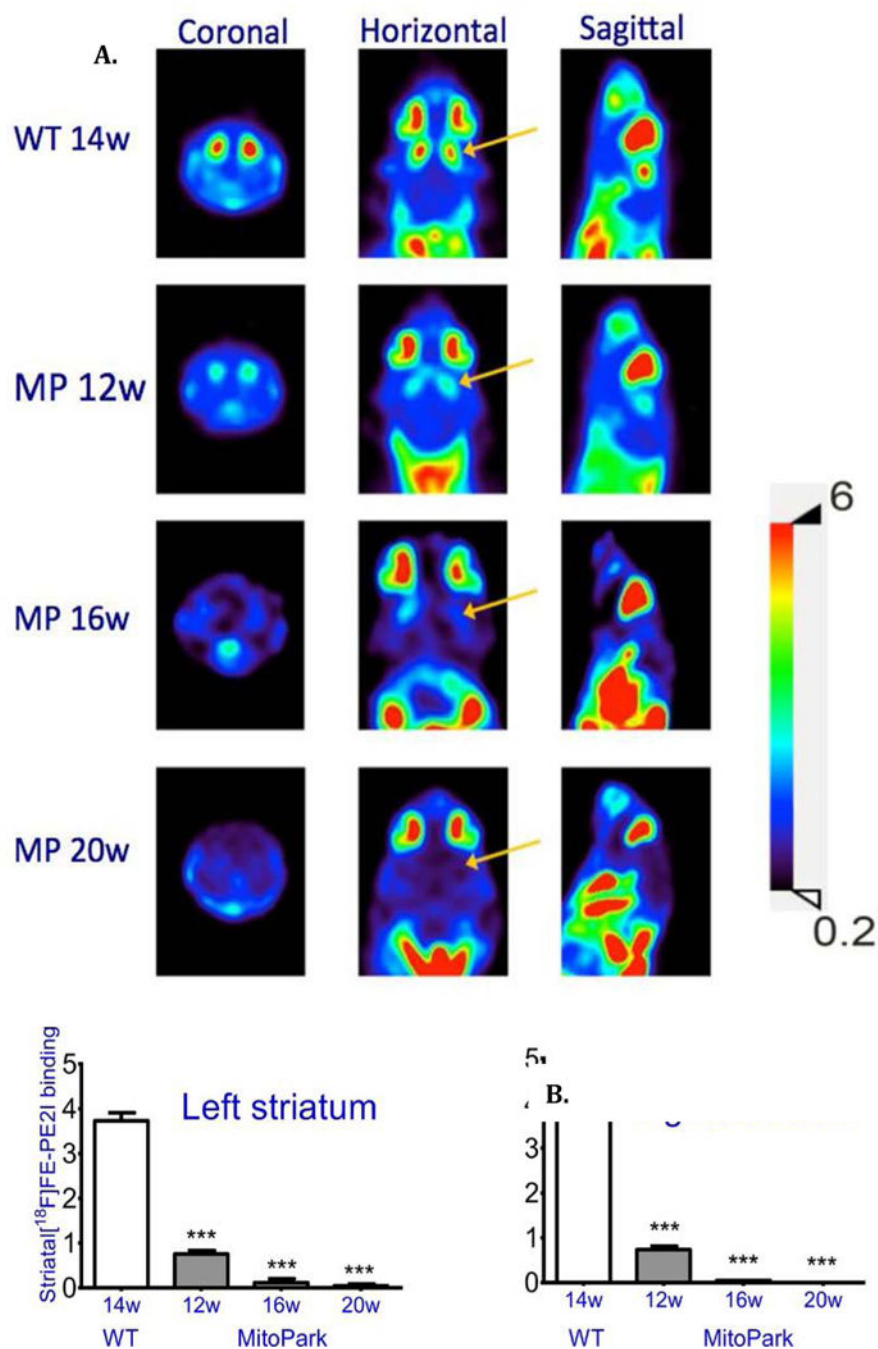 A.
Coronal Horizontal Sagittal
WT 14w
MP 12w
MP 16w
MP 20w
6
0.2
Striatal[¹⁸F]FE-PE2I binding
5
4
3
2
1
0
Left striatum
***
***
***
14w 12w 16w 20w
WT MitoPark
5
B.
3
2
1
0
***
***
***
14w 12w 16w 20w
WT MitoPark